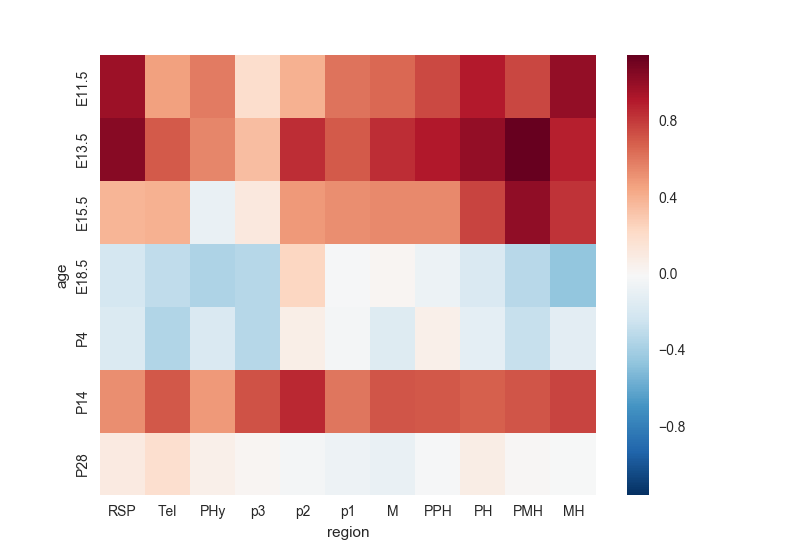 age
E11.5
E13.5
E15.5
E18.5
P4
P14
P28
RSP Tel PHy p3 p2 p1 M PPH PH PMH MH
region
0.8
0.4
0.0
−0.4
−0.8